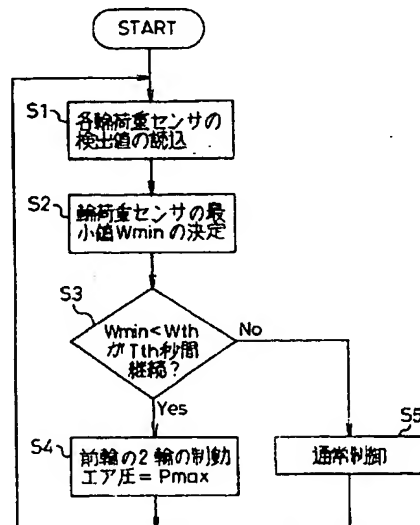 START
S1
各輪荷重センサの
検出値の読込
S2
輪荷重センサの最
小値Wminの決定
S3
Wmin<Wth
がTth秒間
継続?
No
Yes
S4
前輪の2輪の制動
エア圧=Pmax
S5
通常制御